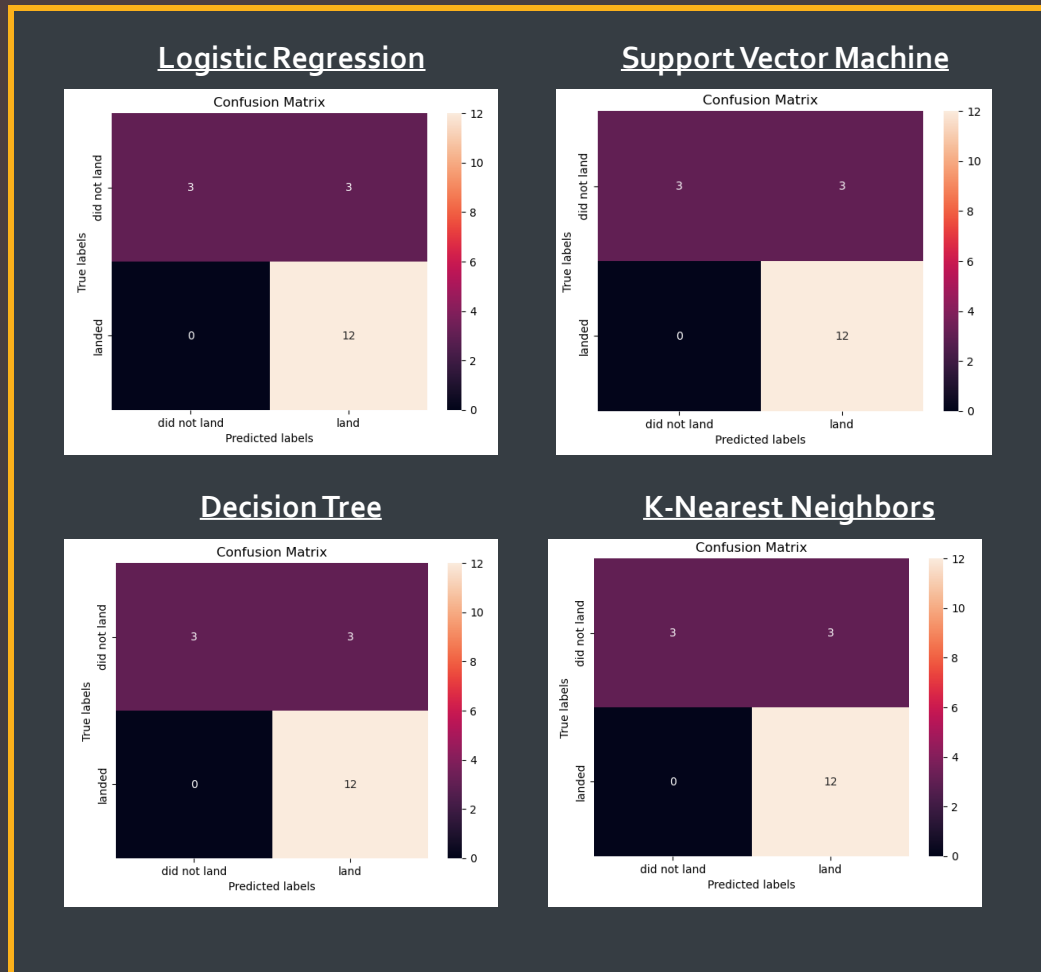 Logistic Regression
Confusion Matrix
did not land
landed
True labels
3
3
0
12
did not land
land
Predicted labels
12
10
8
6
4
2
0
Support Vector Machine
Confusion Matrix
did not land
landed
True labels
3
3
0
12
did not land
land
Predicted labels
12
10
8
6
4
2
0
Decision Tree
Confusion Matrix
did not land
landed
True labels
3
3
0
12
did not land
land
Predicted labels
12
10
8
6
4
2
0
K-Nearest Neighbors
Confusion Matrix
did not land
landed
True labels
3
3
0
12
did not land
land
Predicted labels
12
10
8
6
4
2
0